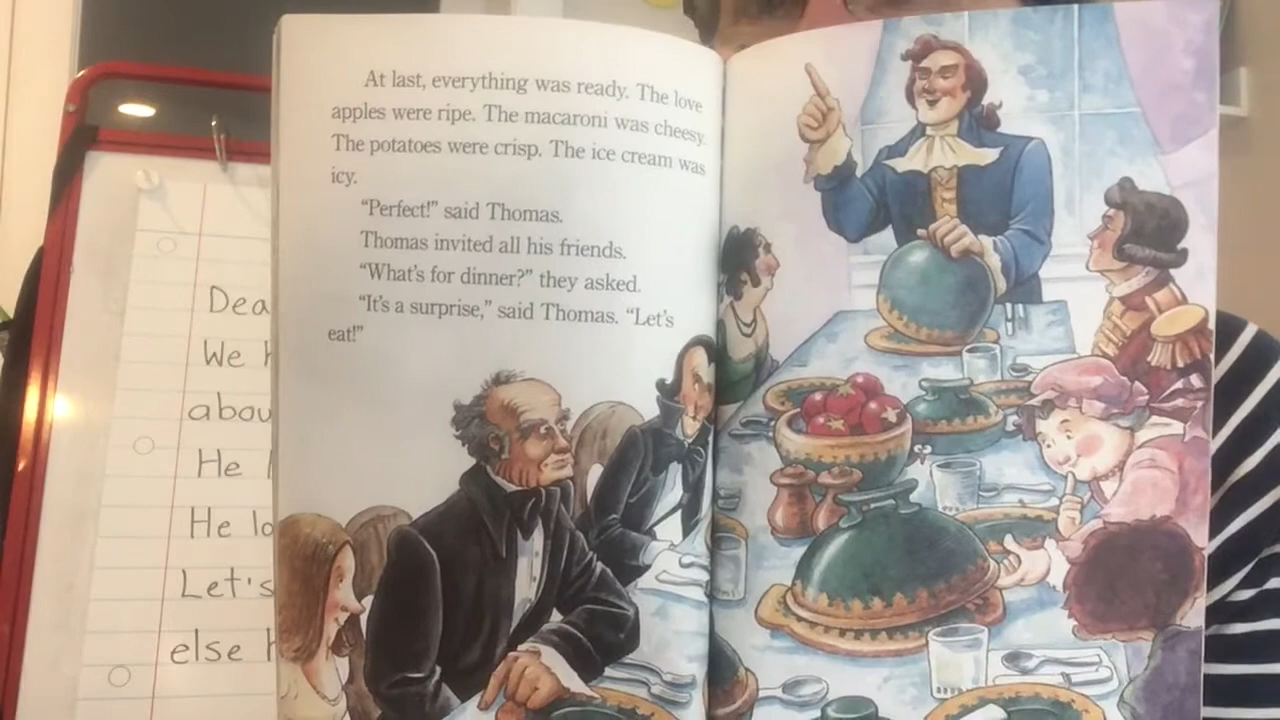 At last, everything was ready. The love
apples were ripe. The macaroni was cheesy.
The potatoes were crisp. The ice cream was
icy.
“Perfect!” said Thomas.
Thomas invited all his friends.
“What’s for dinner?” they asked.
“It’s a surprise,” said Thomas. “Let’s
eat!”
We
He
He
Let's
else